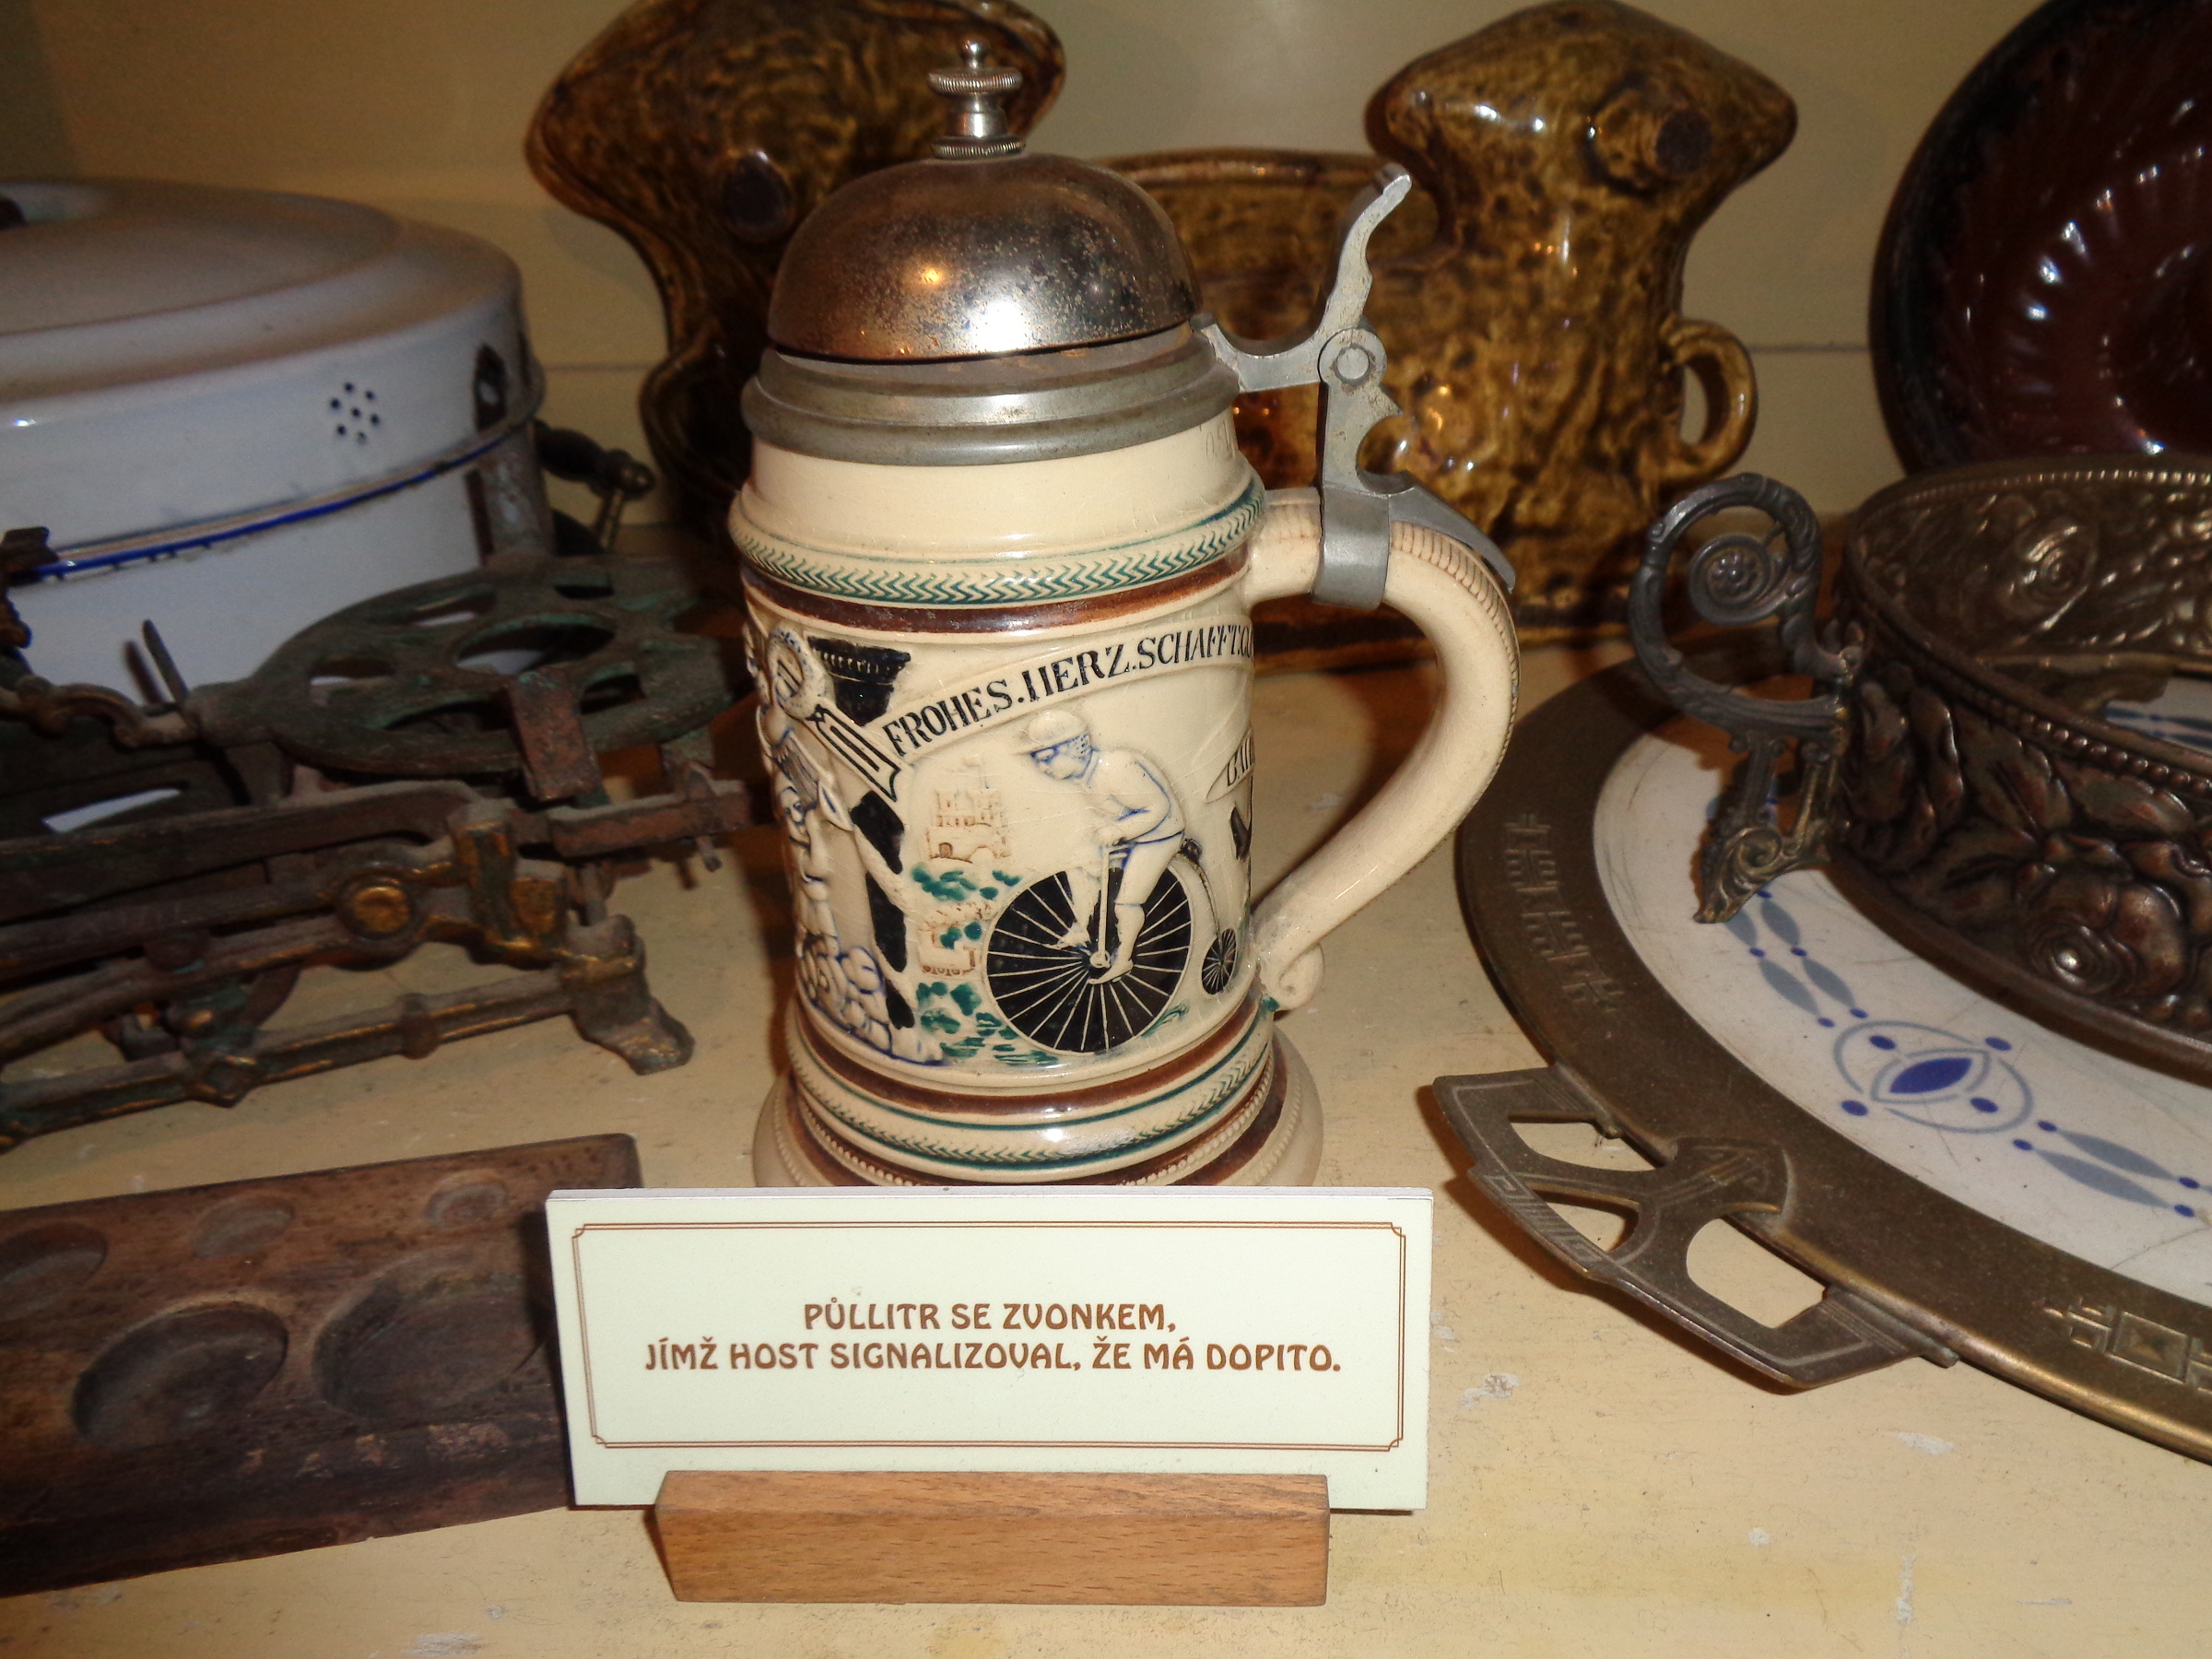 FROHES.HERZ.SCHAFFT
PŮLLITR SE ZVONKEM,
JÍMŽ HOST SIGNALIZOVAL, ŽE MÁ DOPITO.